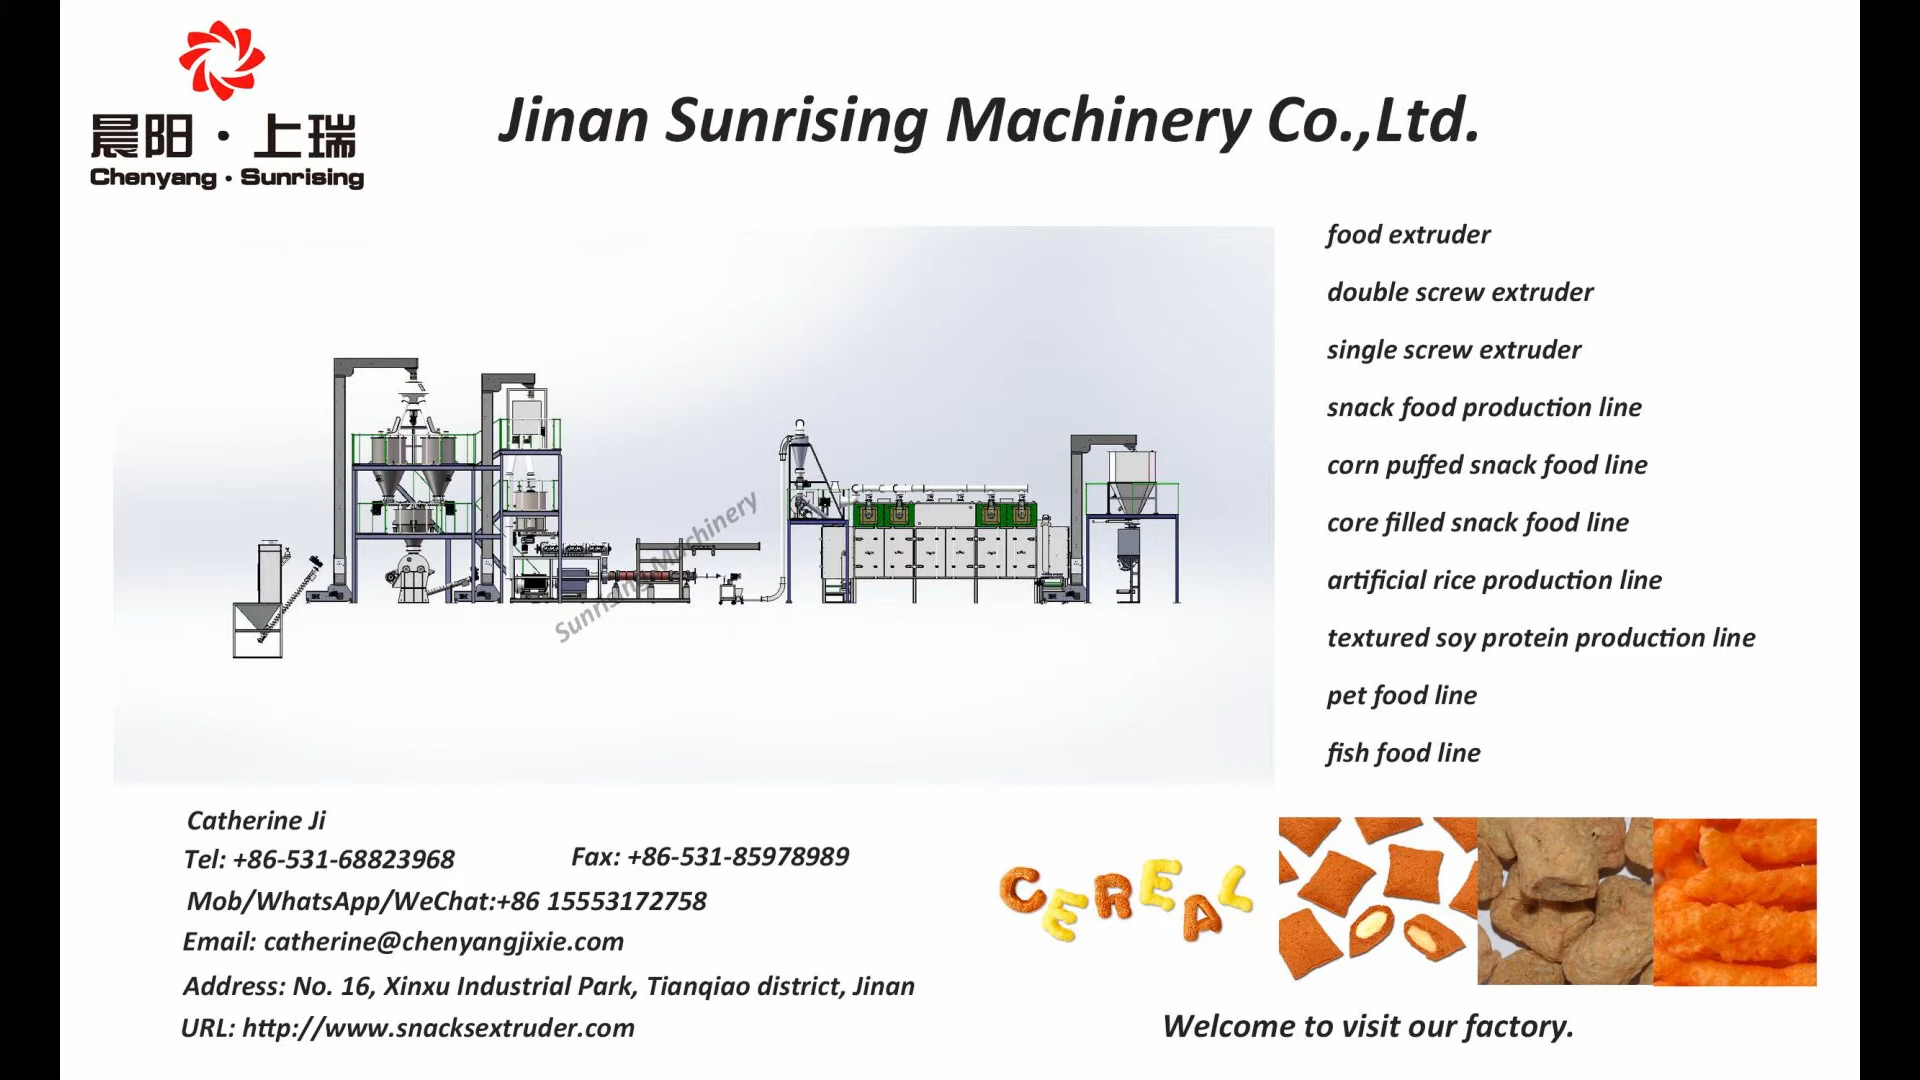 晨阳·上瑞
Chenyang·Sunrising
Jinan Sunrising Machinery Co.,Ltd.
food extruder
double screw extruder
single screw extruder
snack food production line
corn puffed snack food line
core filled snack food line
artificial rice production line
textured soy protein production line
pet food line
fish food line
Sunrising Machinery
Catherine Ji
Tel: +86-531-68823968
Fax: +86-531-85978989
Mob/WhatsApp/WeChat:+86 15553172758
Email: catherine@chenyangjixie.com
Address: No. 16, Xinxu Industrial Park, Tianqiao district, Jinan
URL: http://www.snacksextruder.com
CEREAL
Welcome to visit our factory.